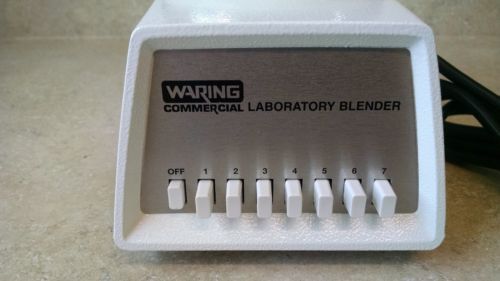 WARING
COMMERCIAL LABORATORY BLENDER
OFF 1 2 3 4 5 6 7